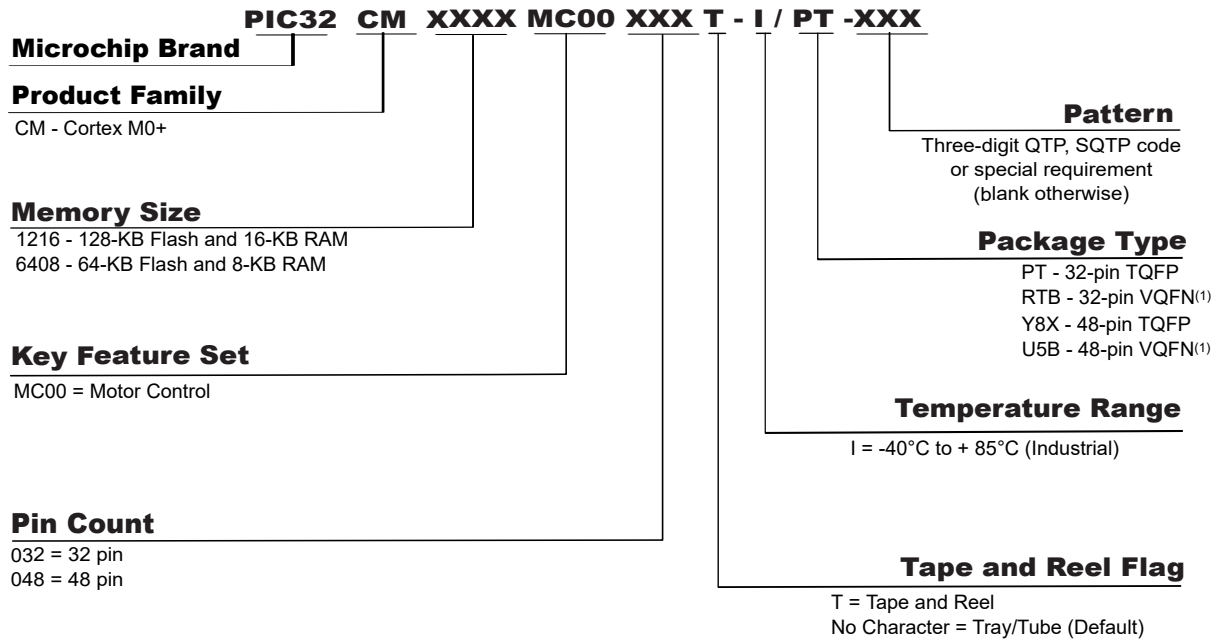 PIC32 CM XXXX MC00 XXX T - I / PT -XXX
Microchip Brand
Product Family
CM - Cortex M0+
Memory Size
1216 - 128-KB Flash and 16-KB RAM
6408 - 64-KB Flash and 8-KB RAM
Key Feature Set
MC00 = Motor Control
Pin Count
032 = 32 pin
048 = 48 pin
Pattern
Three-digit QTP, SQTP code
or special requirement
(blank otherwise)
Package Type
PT - 32-pin TQFP
RTB - 32-pin VQFN(1)
Y8X - 48-pin TQFP
U5B - 48-pin VQFN(1)
Temperature Range
I = -40°C to + 85°C (Industrial)
Tape and Reel Flag
T = Tape and Reel
No Character = Tray/Tube (Default)